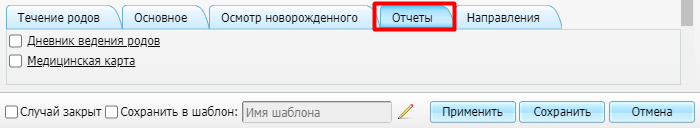 Течение родов Основное Осмотр новорожденного Отчеты Направления
Дневник ведения родов
Медицинская карта
Случай закрыт Сохранить в шаблон: Имя шаблона Применить Сохранить Отмена